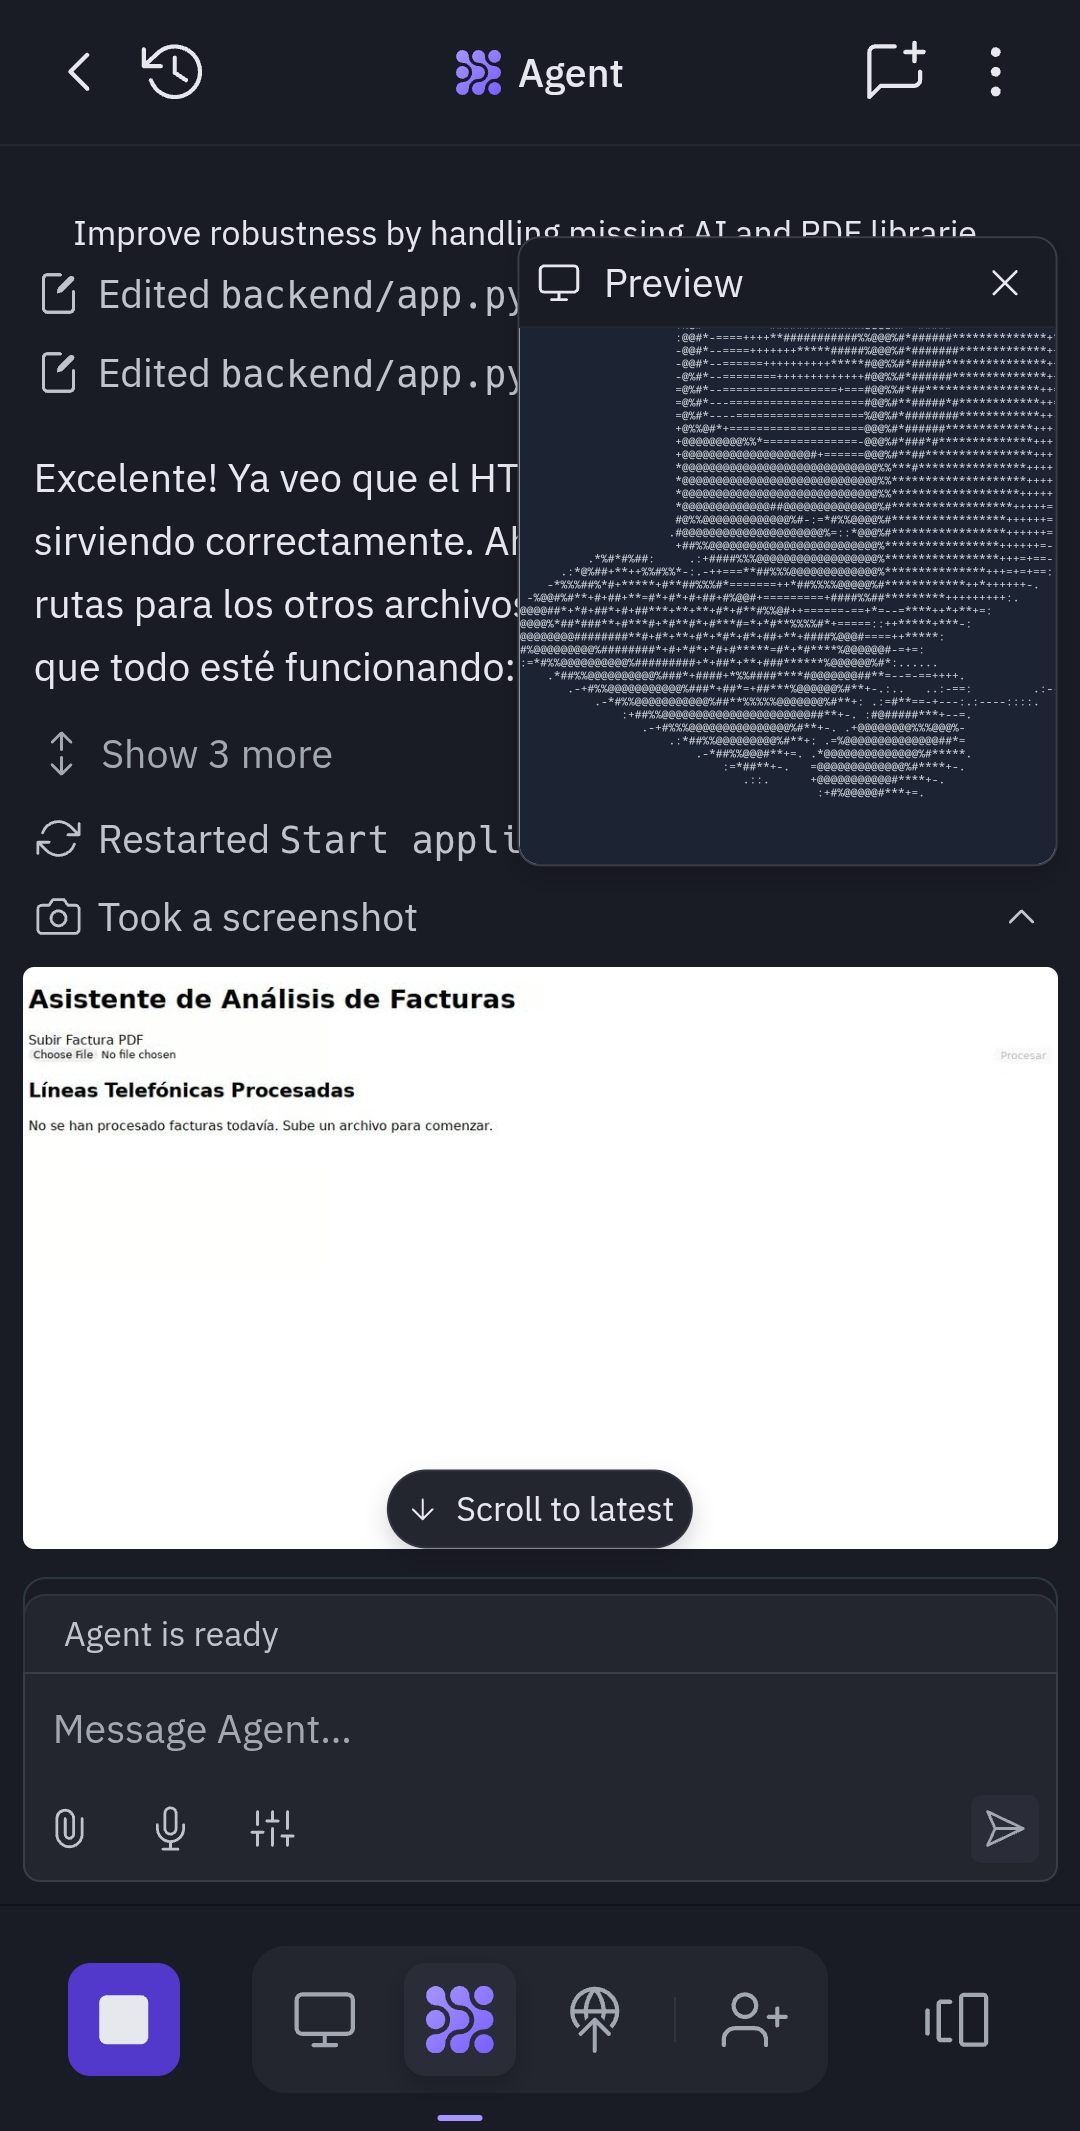 Agent
Improve robustness by handling missing AI and PDF librarie
Edited backend/app.py
Preview
Edited backend/app.py
Excelente! Ya veo que el HT
sirviendo correctamente. Ah
rutas para los otros archivos
que todo esté funcionando:
Show 3 more
Restarted Start appli
Took a screenshot
Asistente de Análisis de Facturas
Subir Factura PDF
Choose File No file chosen
Procesar
Líneas Telefónicas Procesadas
No se han procesado facturas todavía. Sube un archivo para comenzar.
Scroll to latest
Agent is ready
Message Agent...